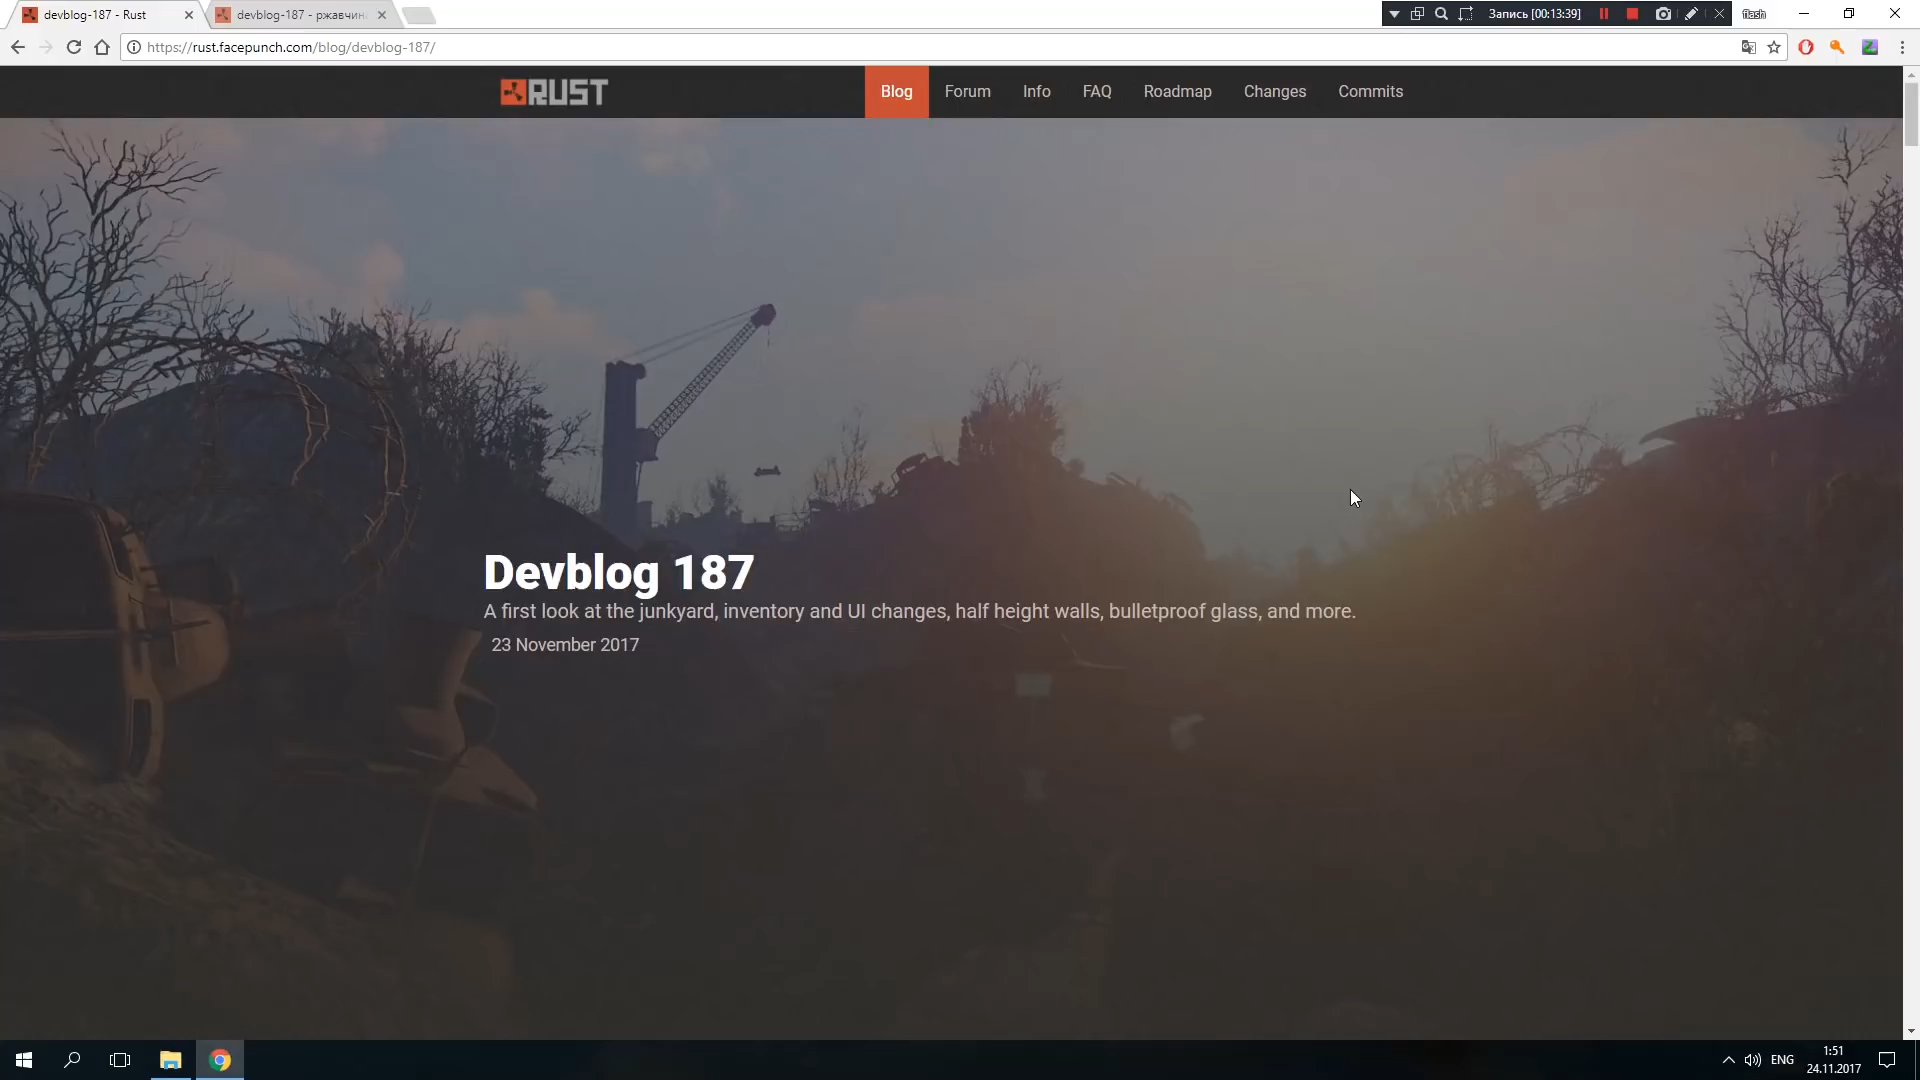 devblog-187 - Rust
devblog-187 - ржавчина
Запись [00:13:39]
flash
https://rust.facepunch.com/blog/devblog-187/
RUST
Blog
Forum
Info
FAQ
Roadmap
Changes
Commits
Devblog 187
A first look at the junkyard, inventory and UI changes, half height walls, bulletproof glass, and more.
23 November 2017
ENG
1:51
24.11.2017